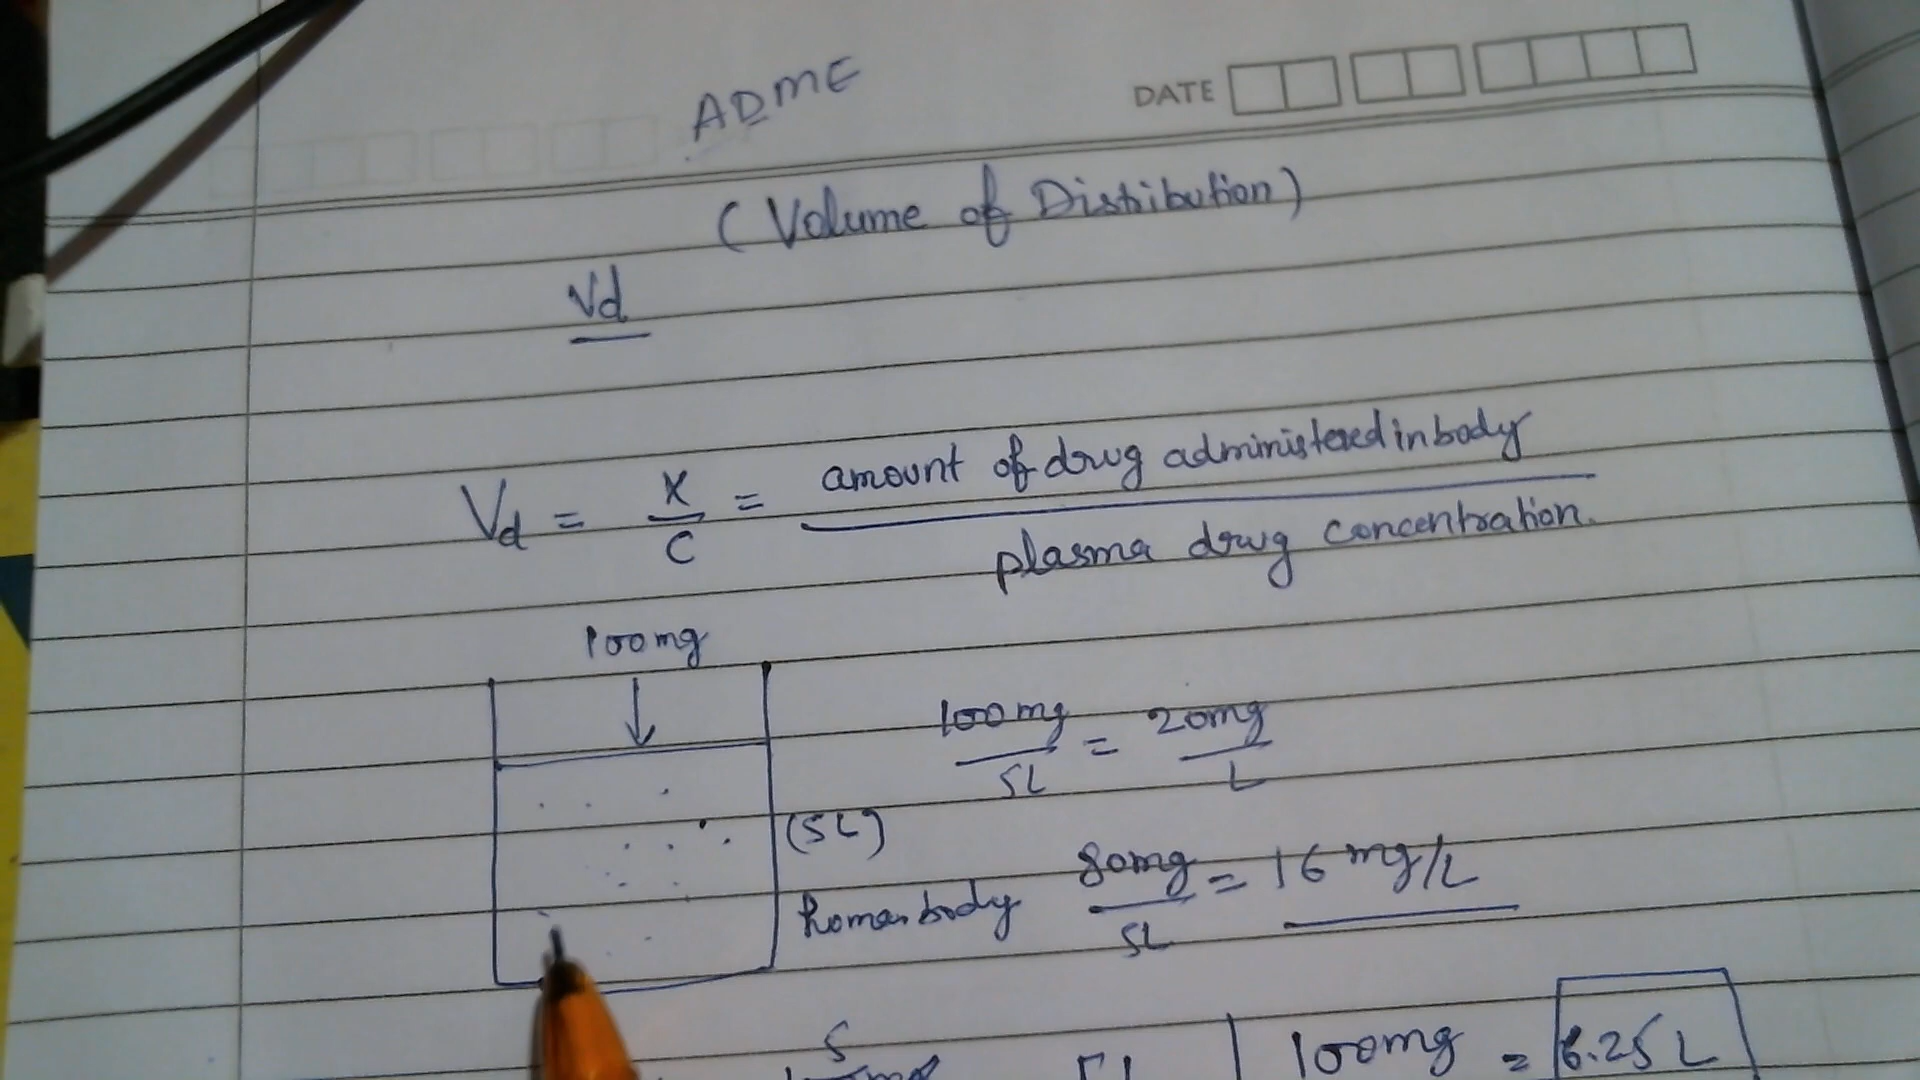 ADME
DATE
(Volume of Distribution)
Vd
Vd = X/C = amount of drug administered in body / plasma drug concentration.
100mg
100mg/5L = 20mg/L
(5L)
human body 80mg/5L = 16 mg/L
100mg = 6.25L